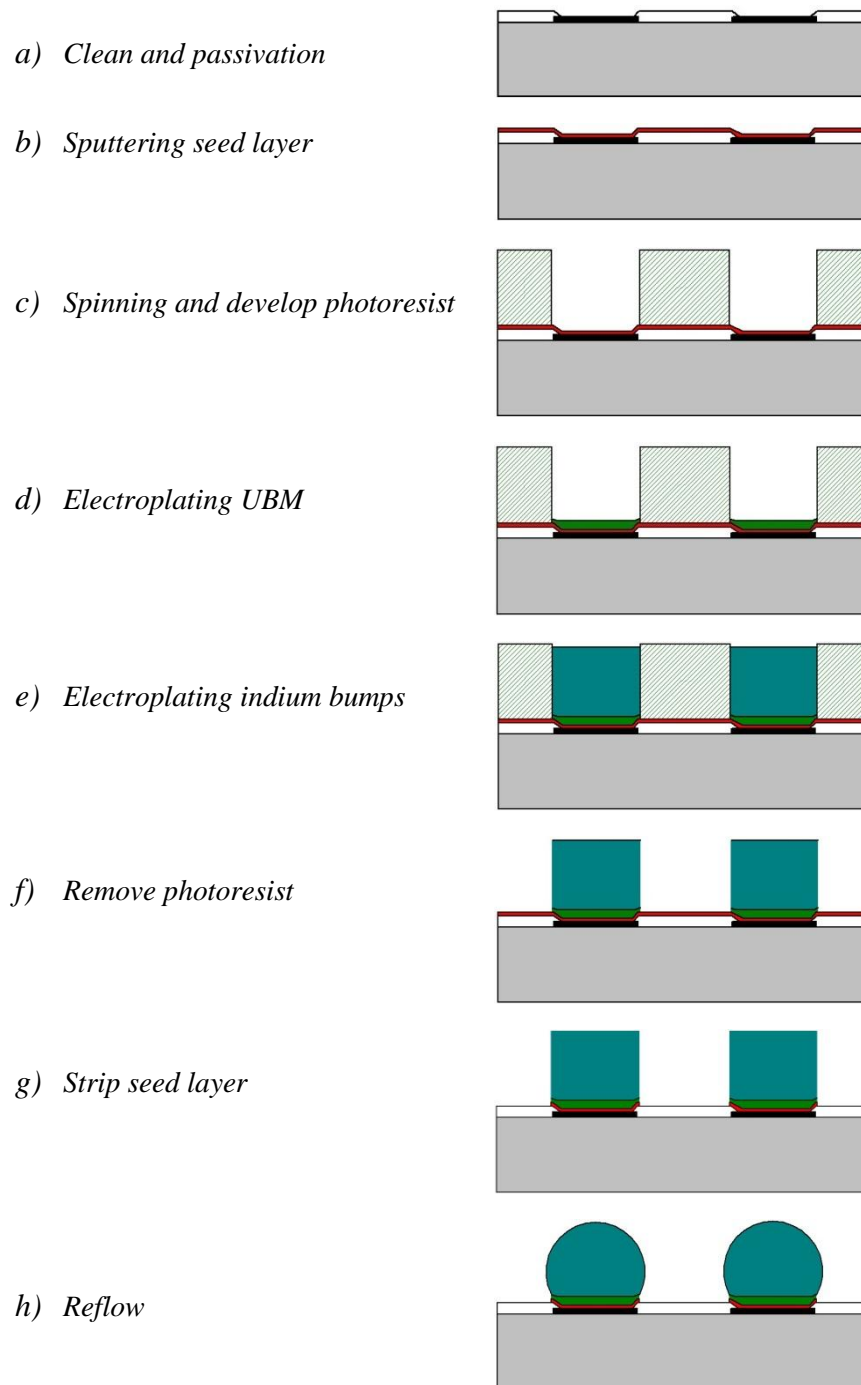 a) Clean and passivation
b) Sputtering seed layer
c) Spinning and develop photoresist
d) Electroplating UBM
e) Electroplating indium bumps
f) Remove photoresist
g) Strip seed layer
h) Reflow